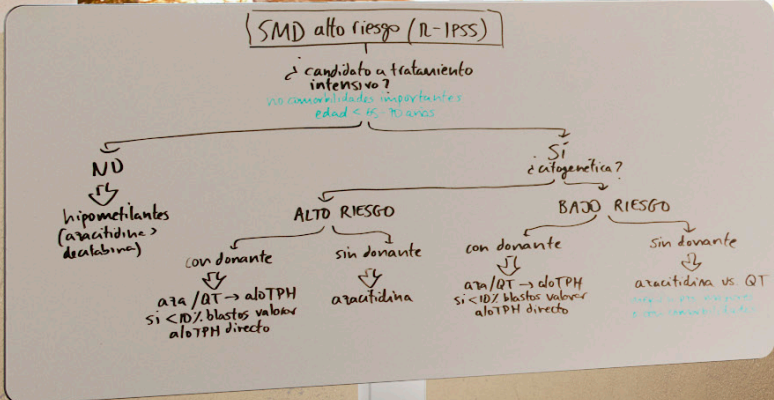 SMD alto riesgo (R-IPSS)
¿candidato a tratamiento
intensivo?
no comorbilidades importantes
edad < 65-70 años
NO
hipometilantes
(azacitidina >
decitabina)
SÍ
¿citogenética?
ALTO RIESGO
con donante
aza/QT → aloTPH
si <10% blastos valorar
aloTPH directo
sin donante
azacitidina
BAJO RIESGO
con donante
aza/QT → aloTPH
si <10% blastos valorar
aloTPH directo
sin donante
azacitidina vs. QT